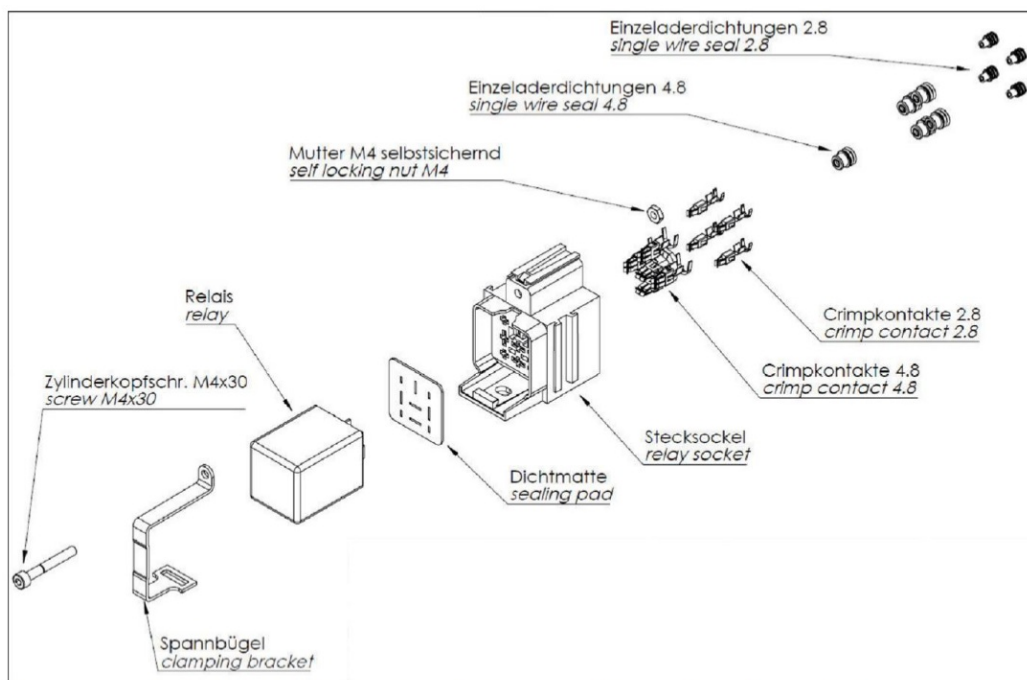 Einzeladerdichtungen 2.8
single wire seal 2.8
Einzeladerdichtungen 4.8
single wire seal 4.8
Mutter M4 selbstsichernd
self locking nut M4
Relais
relay
Zylinderkopfschr. M4x30
screw M4x30
Crimpkontakte 2.8
crimp contact 2.8
Crimpkontakte 4.8
crimp contact 4.8
Stecksockel
relay socket
Dichtmatte
sealing pad
Spannbügel
clamping bracket